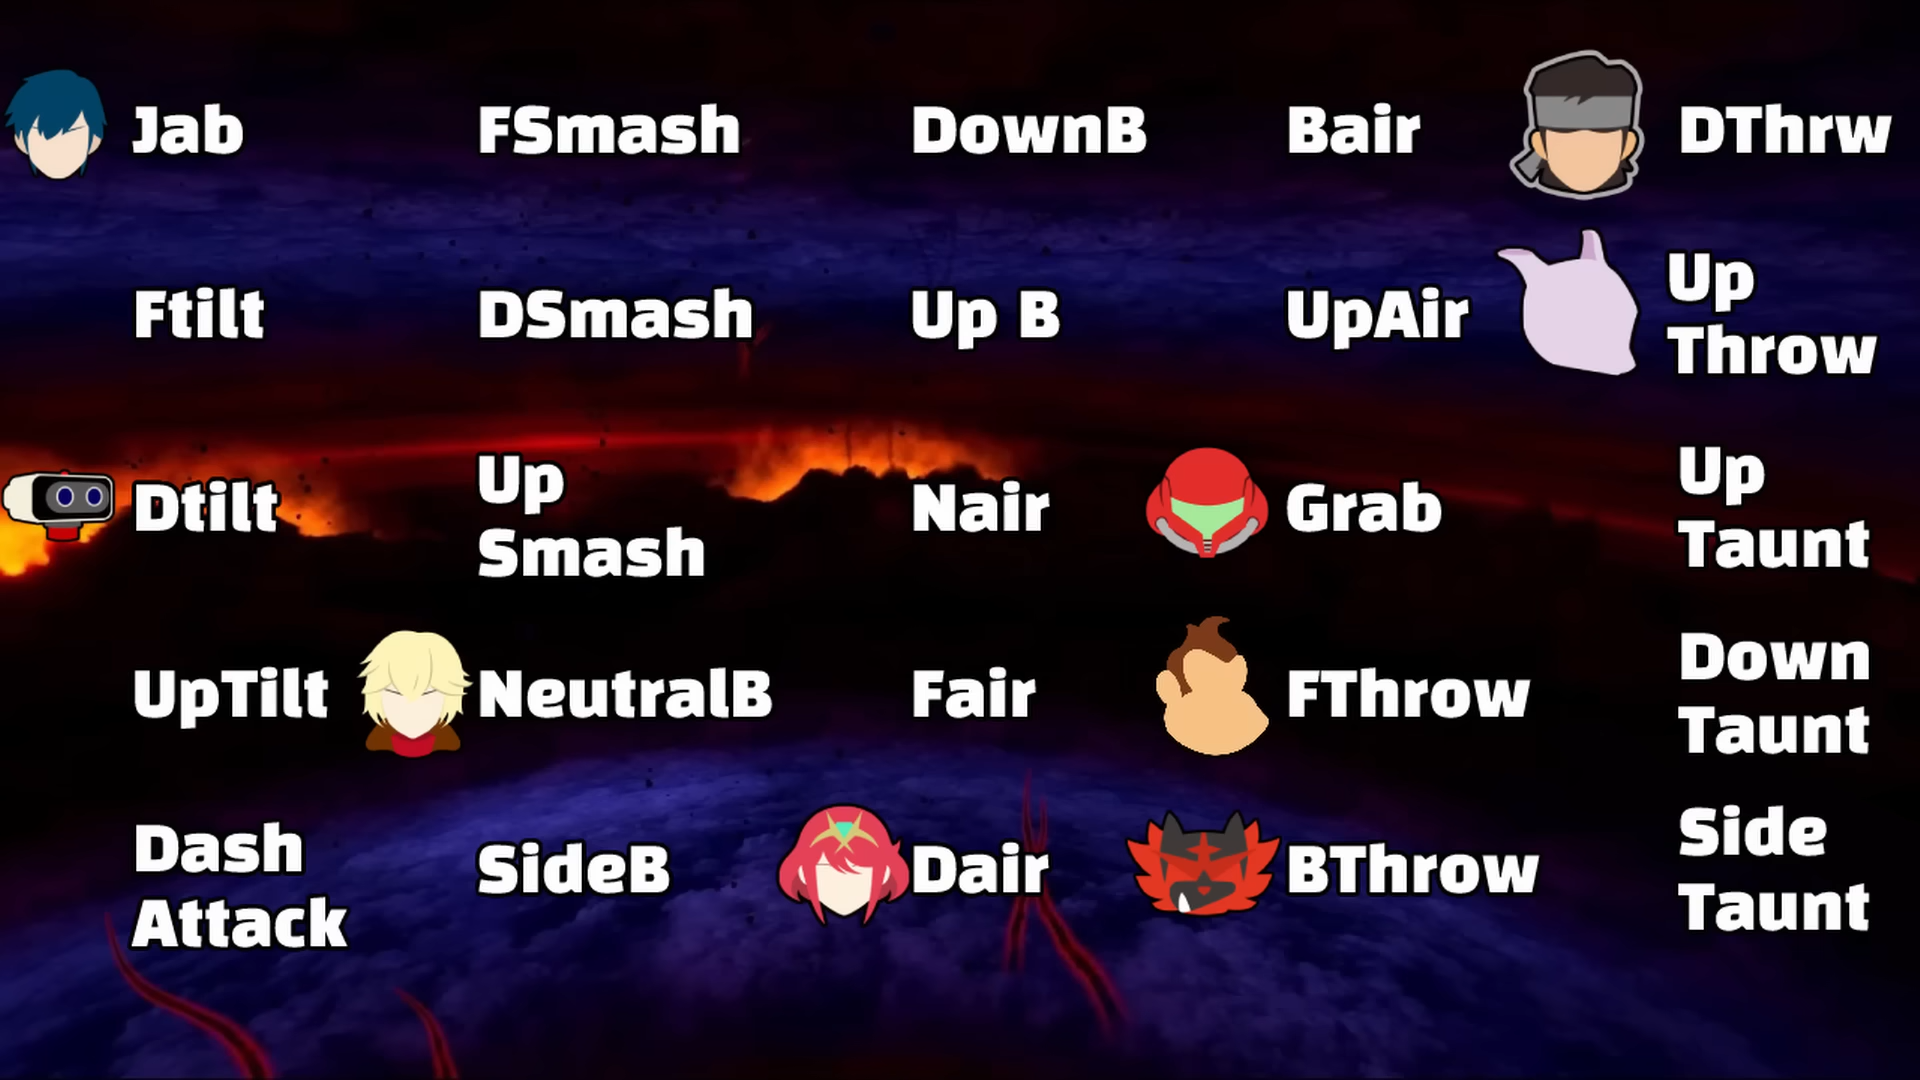 Jab
FSmash
DownB
Bair
DThrw
Ftilt
DSmash
Up B
UpAir
Up
Throw
Dtilt
Up
Smash
Nair
Grab
Up
Taunt
UpTilt
NeutralB
Fair
FThrow
Down
Taunt
Dash
Attack
SideB
Dair
BThrow
Side
Taunt